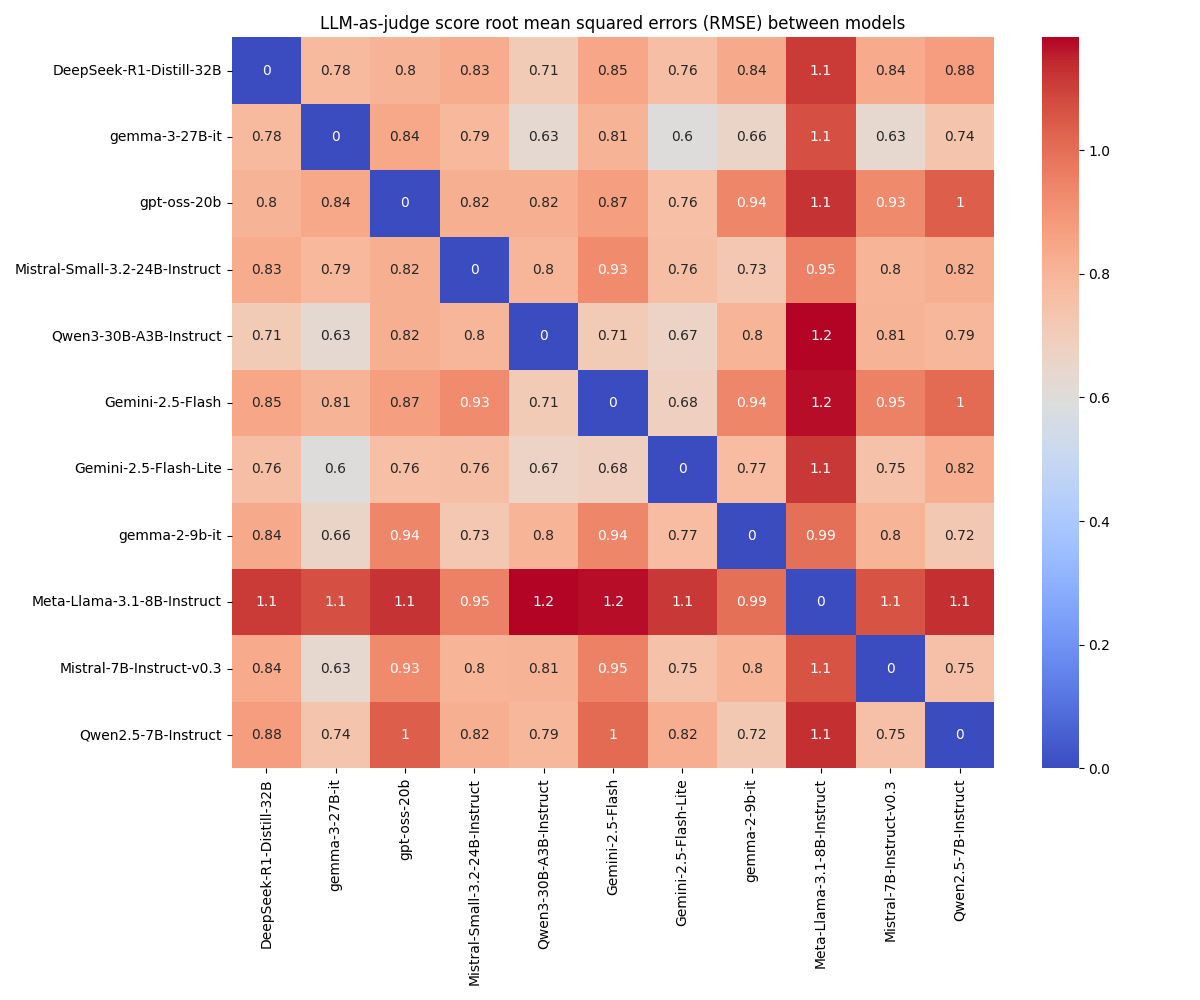 LLM-as-judge score root mean squared errors (RMSE) between models
DeepSeek-R1-Distill-32B 0 0.78 0.8 0.83 0.71 0.85 0.76 0.84 1.1 0.84 0.88
gemma-3-27B-it 0.78 0 0.84 0.79 0.63 0.81 0.6 0.66 1.1 0.63 0.74
gpt-oss-20b 0.8 0.84 0 0.82 0.82 0.87 0.76 0.94 1.1 0.93 1
Mistral-Small-3.2-24B-Instruct 0.83 0.79 0.82 0 0.8 0.93 0.76 0.73 0.95 0.8 0.82
Qwen3-30B-A3B-Instruct 0.71 0.63 0.82 0.8 0 0.71 0.67 0.8 1.2 0.81 0.79
Gemini-2.5-Flash 0.85 0.81 0.87 0.93 0.71 0 0.68 0.94 1.2 0.95 1
Gemini-2.5-Flash-Lite 0.76 0.6 0.76 0.76 0.67 0.68 0 0.77 1.1 0.75 0.82
gemma-2-9b-it 0.84 0.66 0.94 0.73 0.8 0.94 0.77 0 0.99 0.8 0.72
Meta-Llama-3.1-8B-Instruct 1.1 1.1 1.1 0.95 1.2 1.2 1.1 0.99 0 1.1 1.1
Mistral-7B-Instruct-v0.3 0.84 0.63 0.93 0.8 0.81 0.95 0.75 0.8 1.1 0 0.75
Qwen2.5-7B-Instruct 0.88 0.74 1 0.82 0.79 1 0.82 0.72 1.1 0.75 0
DeepSeek-R1-Distill-32B
gemma-3-27B-it
gpt-oss-20b
Mistral-Small-3.2-24B-Instruct
Qwen3-30B-A3B-Instruct
Gemini-2.5-Flash
Gemini-2.5-Flash-Lite
gemma-2-9b-it
Meta-Llama-3.1-8B-Instruct
Mistral-7B-Instruct-v0.3
Qwen2.5-7B-Instruct
1.0
0.8
0.6
0.4
0.2
0.0